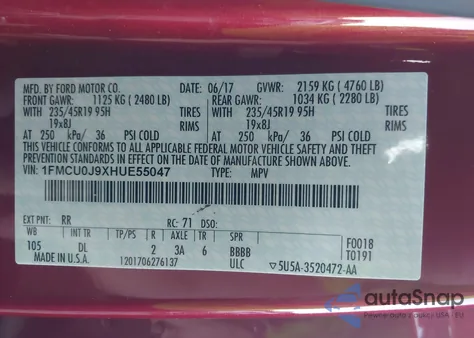 MFD. BY FORD MOTOR CO. 06/17 GVWR: 2159 KG ( 4760 LB)
FRONT GAWR: 1125 KG ( 2480 LB) REAR GAWR: 1034 KG ( 2280 LB)
WITH 235/45R19 95H TIRES WITH 235/45R19 95H TIRES
19x8J RIMS 19x8J RIMS
AT 250 kPa/ 36 PSI COLD AT 250 kPa/ 36 PSI COLD
THIS VEHICLE CONFORMS TO ALL APPLICABLE FEDERAL MOTOR VEHICLE SAFETY AND BUMPER
STANDARDS IN EFFECT ON THE DATE OF MANUFACTURE SHOWN ABOVE.
VIN: 1FMCU0J9XHUE55047 TYPE: MPV
EXT PNT: RR RC: 71 DSO:
WB INT TR TP/PS R AXLE TR SPR F0018
105 DL 2 3A 6 BBBB T0191
MADE IN U.S.A. 1201706276137 ULC ▽5U5A-3520472-AA
autoSnap